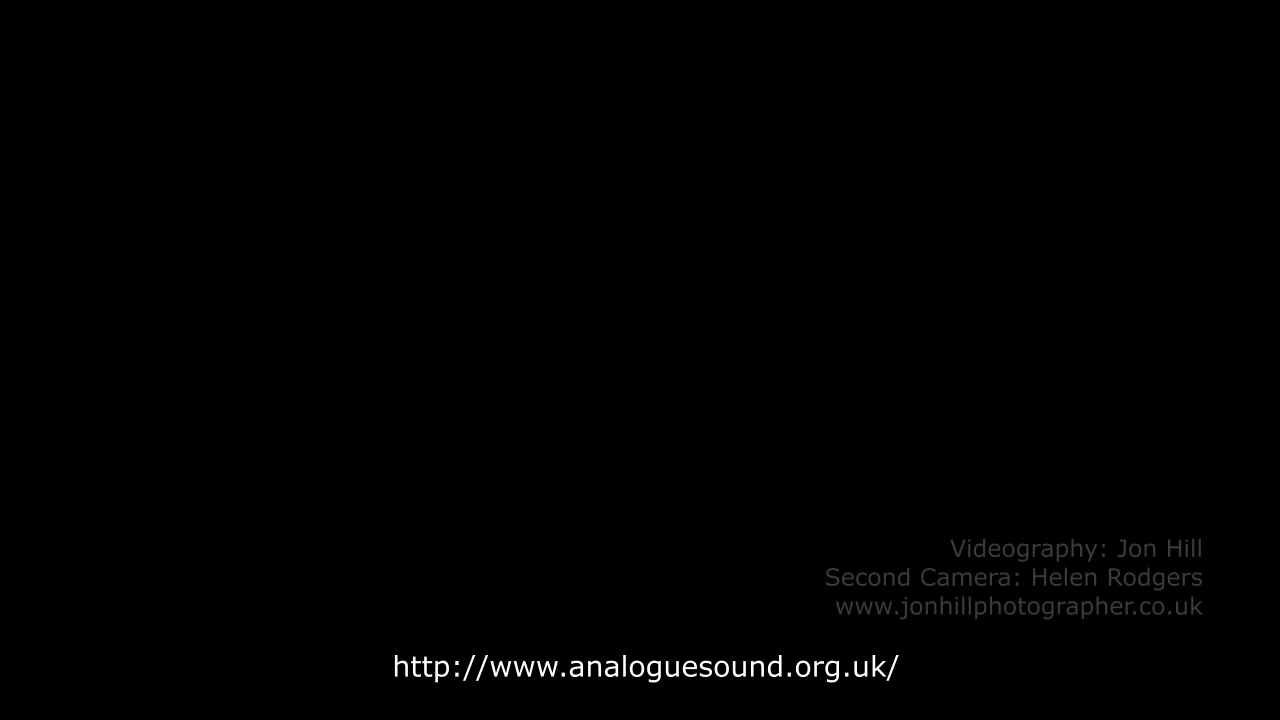 Videography: Jon Hill
Second Camera: Helen Rodgers
www.jonhillphotographer.co.uk
http://www.analoguesound.org.uk/